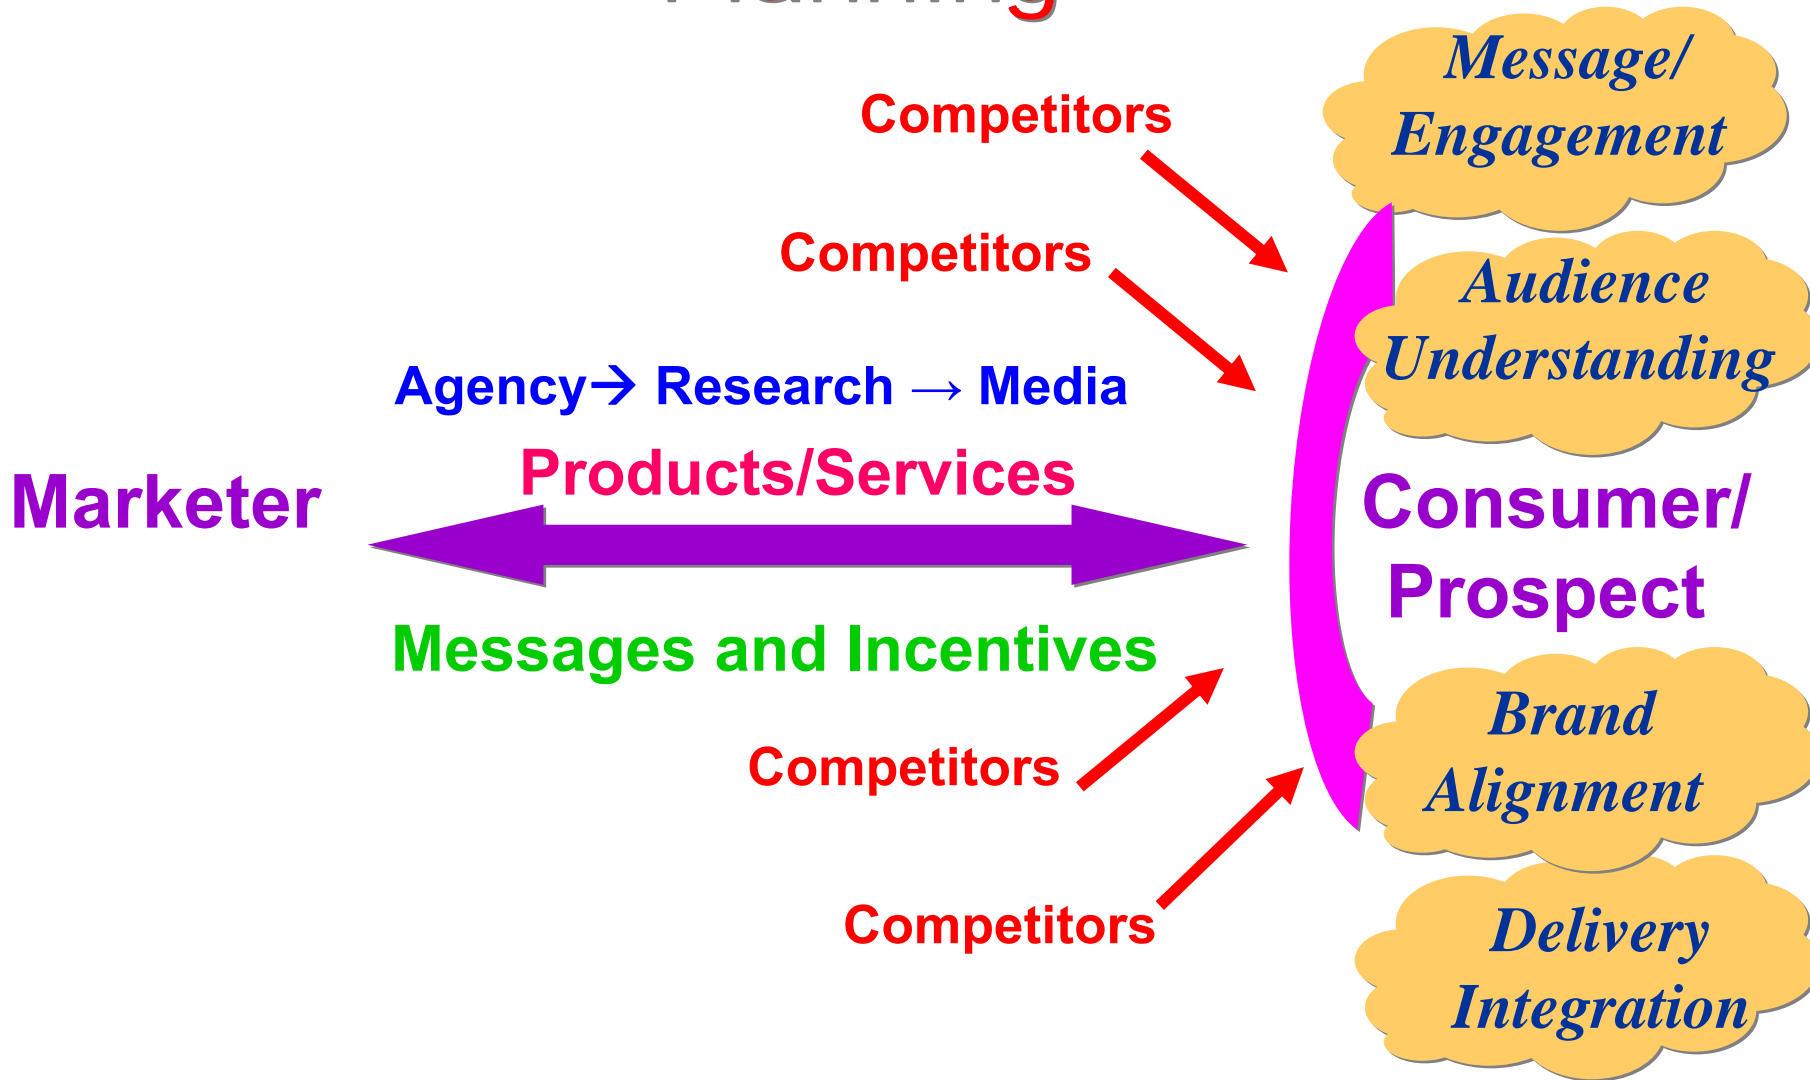 Planning
Message/
Engagement
Competitors
Competitors
Audience
Understanding
Agency→ Research → Media
Products/Services
Marketer
Consumer/
Prospect
Messages and Incentives
Brand
Alignment
Competitors
Competitors
Delivery
Integration